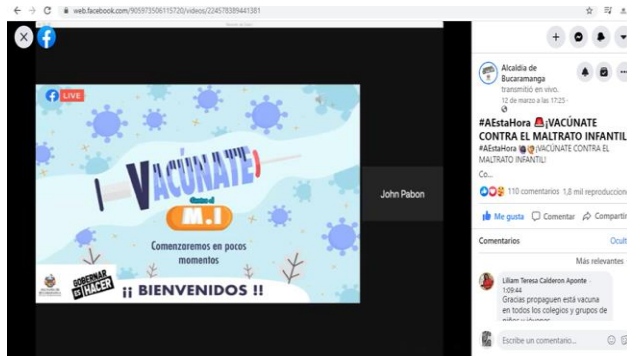 web.facebook.com/905973506115720/videos/224578389441381
LIVE
VACÚNATE
Contra el
M.I
Comenzaremos en pocos
momentos
GOBERNAR
ES HACER
¡¡ BIENVENIDOS !!
John Pabon
Alcaldía de
Bucaramanga
transmitió en vivo.
12 de marzo a las 17:25 ·
#AEstaHora 🚨¡VACÚNATE
CONTRA EL MALTRATO INFANTIL
#AEstaHora ¡VACÚNATE CONTRA EL
MALTRATO INFANTIL!
Co...
110 comentarios 1,8 mil reproduccion
Me gusta Comentar Compartir
Comentarios Ocult
Más relevantes
Liliam Teresa Calderon Aponte ·
1:09:44
Gracias propaguen está vacuna
en todos los colegios y grupos de
niños y jóvenes
Escribe un comentario...